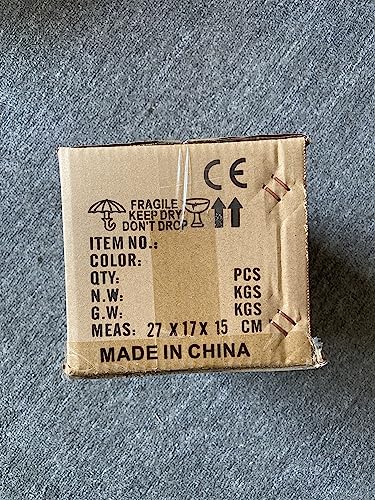 CE
FRAGILE
KEEP DRY
DON'T DROP
ITEM NO.:
COLOR:
QTY: PCS
N.W: KGS
G.W: KGS
MEAS: 27 X 17 X 15 CM
MADE IN CHINA